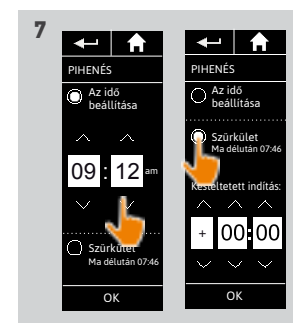 7
PIHENÉS
Az idő
beállítása
09 : 12 am
Szürkület
Ma délután 07:46
OK
PIHENÉS
Az idő
beállítása
Szürkület
Ma délután 07:46
Késleltetett indítás:
+ 00:00
OK